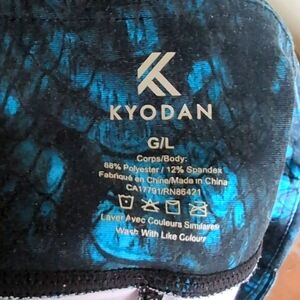 KYODAN
G/L
Corps/Body:
88% Polyester / 12% Spandex
Fabriqué en Chine/Made in China
CA17791/RN86421
Laver Avec Couleurs Similaires
Wash With Like Colours